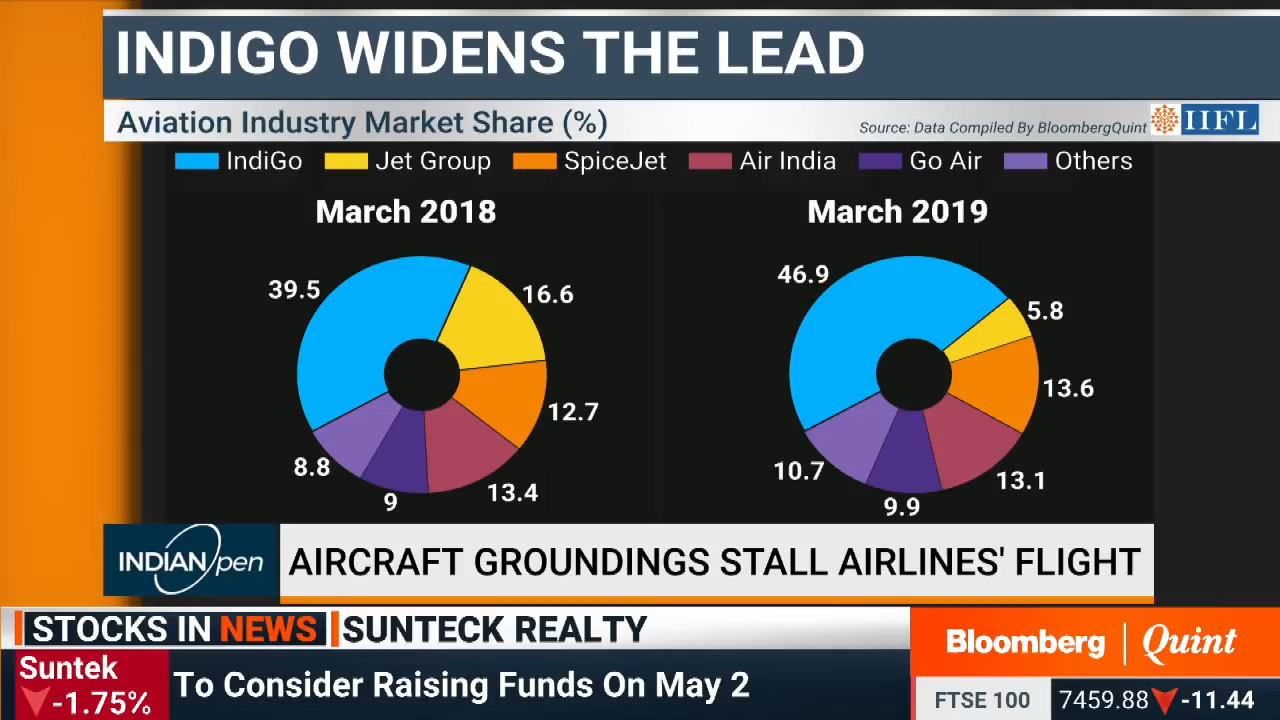 INDIGO WIDENS THE LEAD
Aviation Industry Market Share (%)
Source: Data Compiled By BloombergQuint
IIFL
IndiGo Jet Group SpiceJet Air India Go Air Others
March 2018
39.5
16.6
12.7
13.4
9
8.8
March 2019
46.9
5.8
13.6
13.1
9.9
10.7
INDIAN Open
AIRCRAFT GROUNDINGS STALL AIRLINES' FLIGHT
STOCKS IN NEWS SUNTECK REALTY
Suntek
-1.75%
To Consider Raising Funds On May 2
Bloomberg | Quint
FTSE 100 7459.88 -11.44